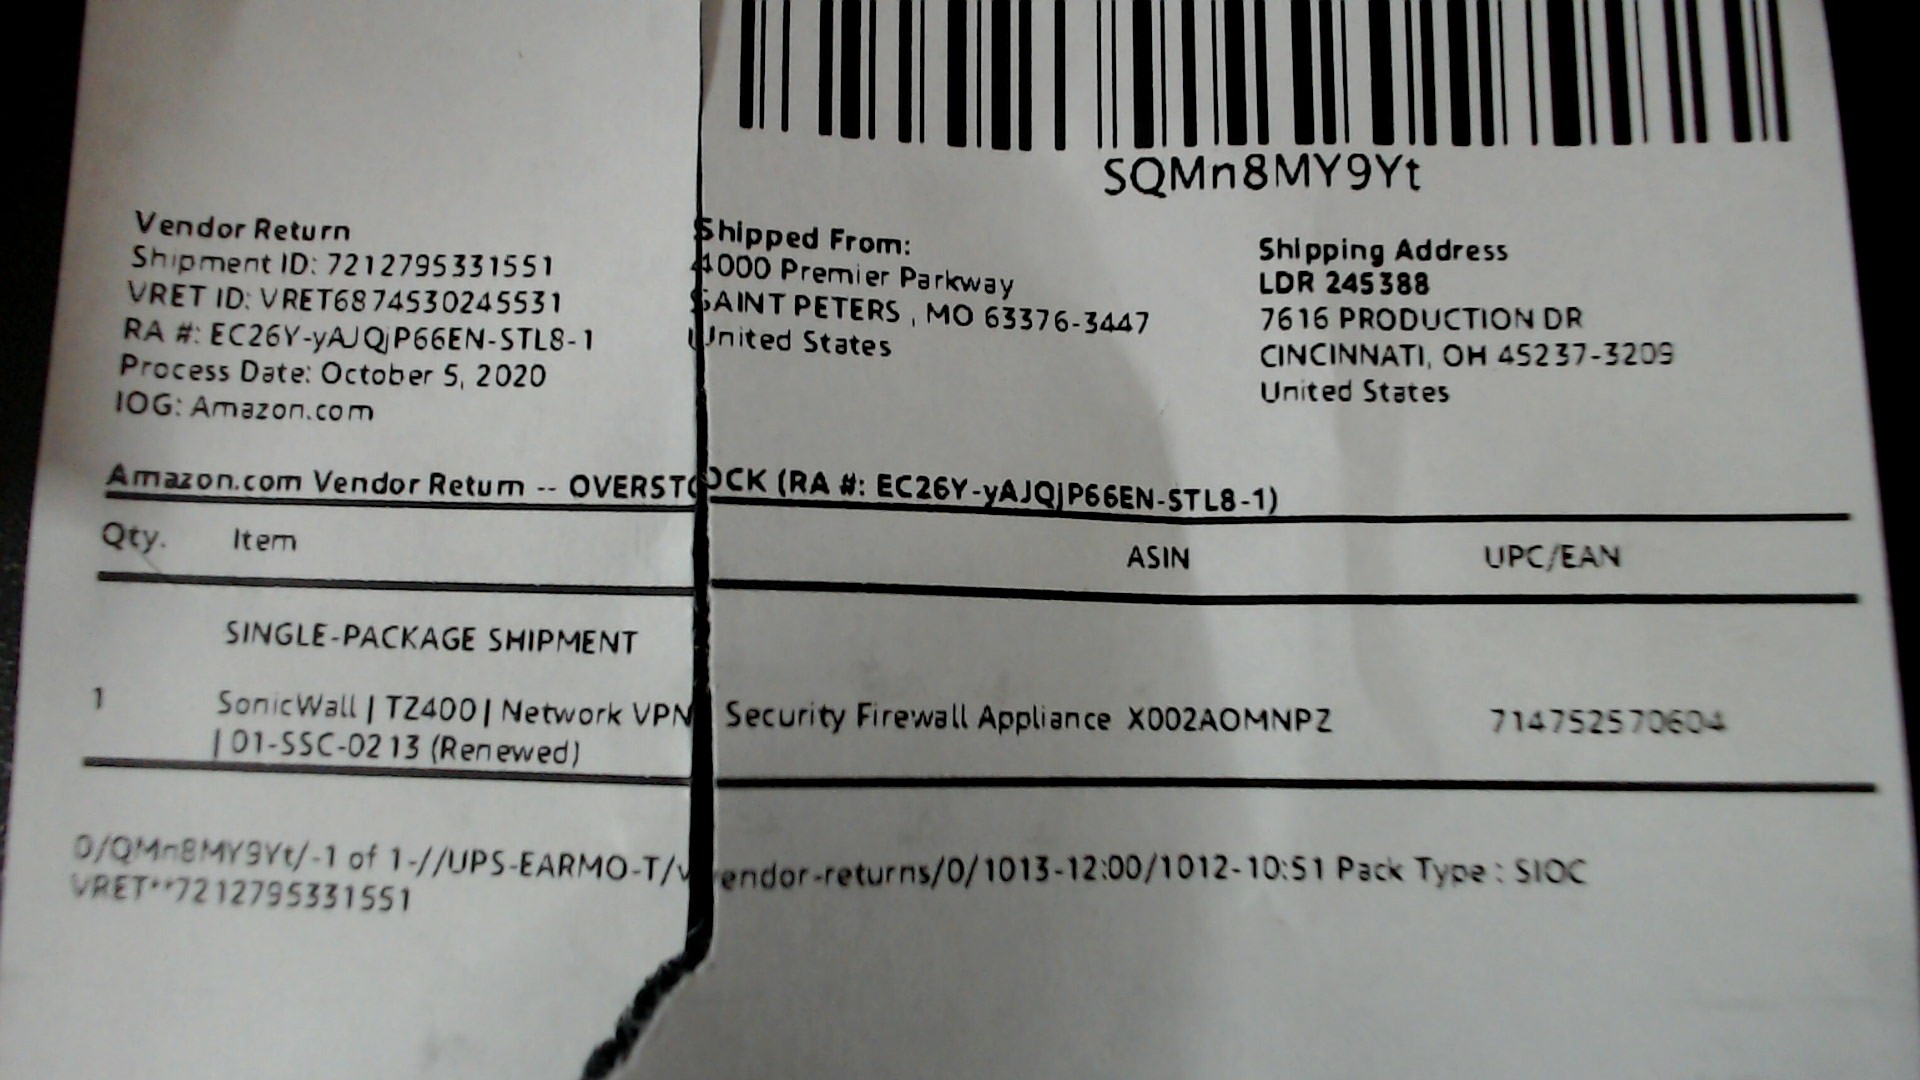 SQMn8MY9Yt
Vendor Return
Shipment ID: 7212795331551
VRET ID: VRET6874530245531
RA #: EC26Y-yAJQjP66EN-STL8-1
Process Date: October 5, 2020
IOG: Amazon.com
Shipped From:
4000 Premier Parkway
SAINT PETERS , MO 63376-3447
United States
Shipping Address
LDR 245388
7616 PRODUCTION DR
CINCINNATI, OH 45237-3209
United States
Amazon.com Vendor Return -- OVERSTOCK (RA #: EC26Y-yAJQjP66EN-STL8-1)
Qty. Item ASIN UPC/EAN
SINGLE-PACKAGE SHIPMENT
1 SonicWall | TZ400 | Network VPN Security Firewall Appliance X002AOMNPZ 714752570604
| 01-SSC-0213 (Renewed)
0/QMn8MY9Yt/-1 of 1-//UPS-EARMO-T/vendor-returns/0/1013-12:00/1012-10:51 Pack Type : SIOC
VRET**7212795331551